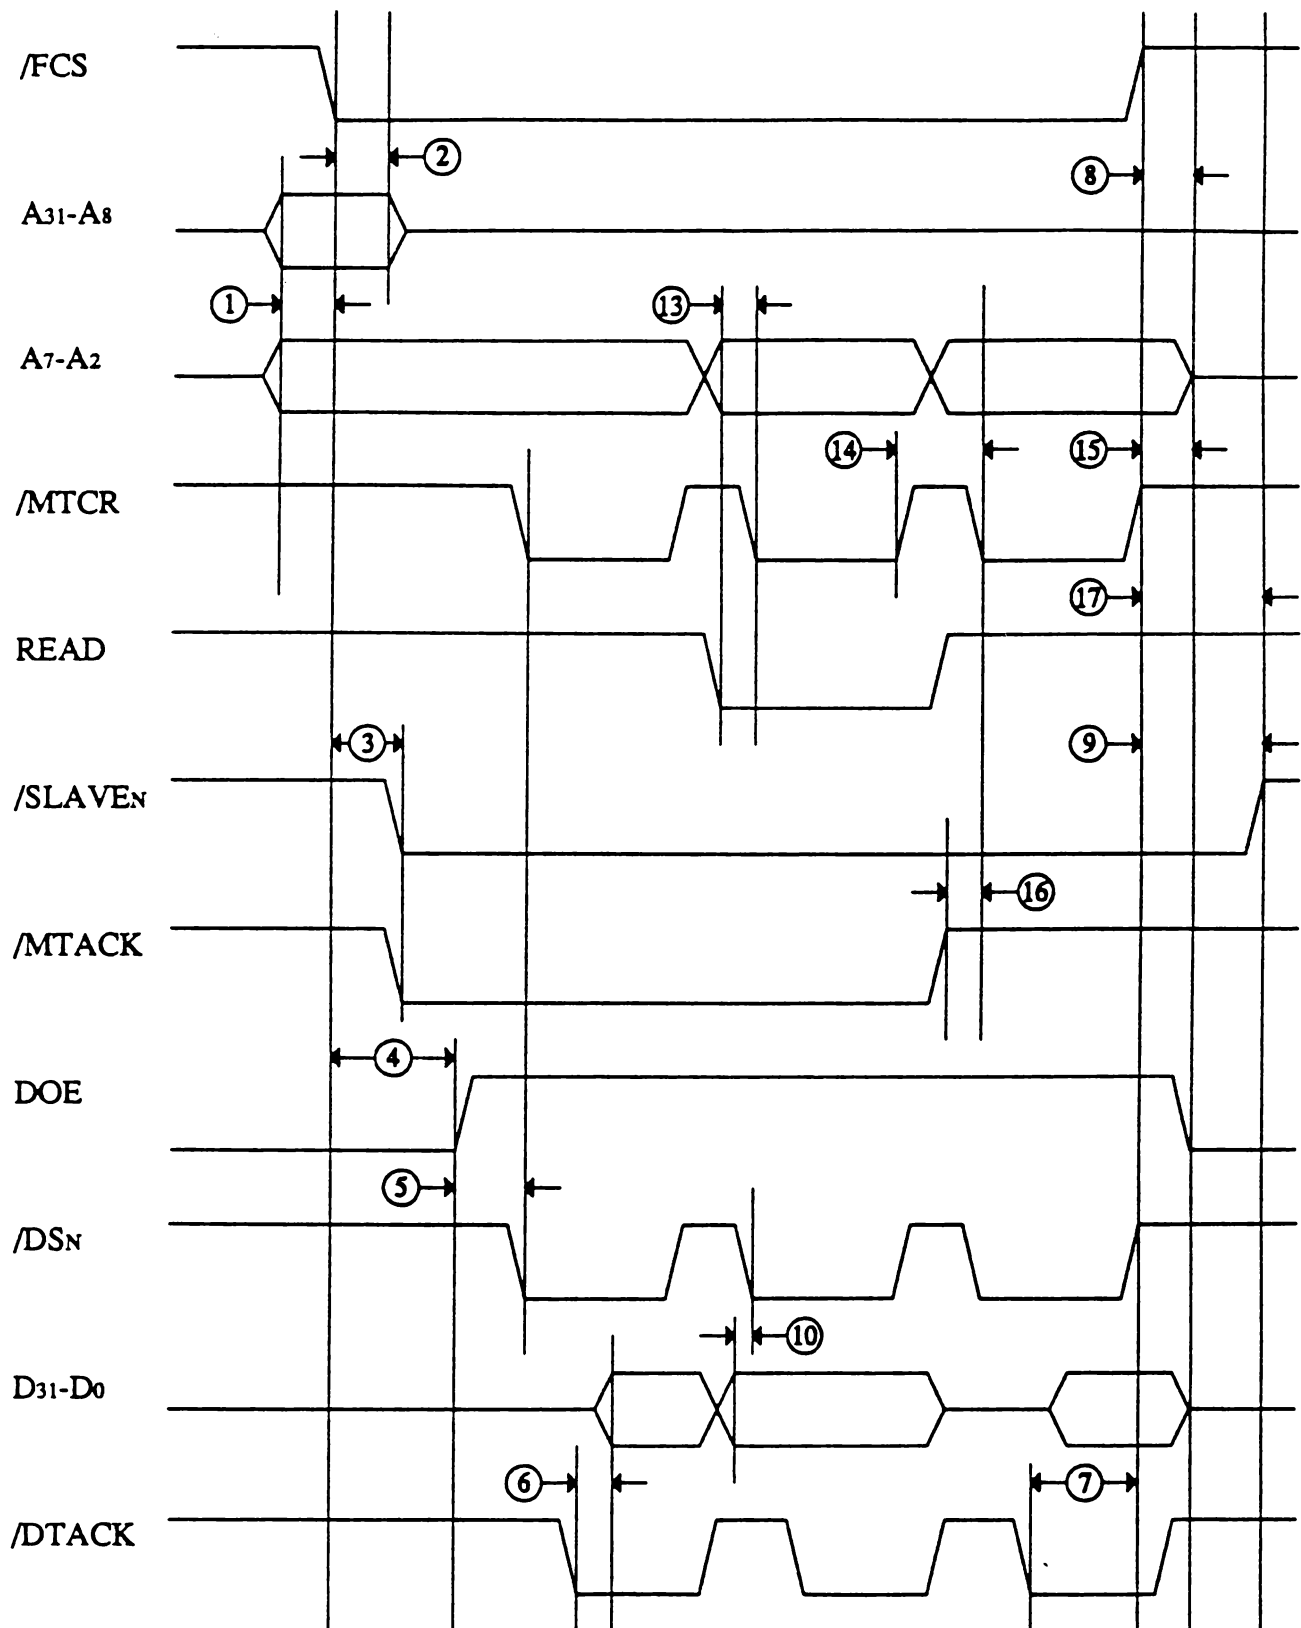 /FCS
2
8
A31-A8
1
13
A7-A2
14
15
/MTCR
17
READ
3
9
/SLAVEN
16
/MTACK
4
DOE
5
/DSN
10
D31-D0
6
7
/DTACK